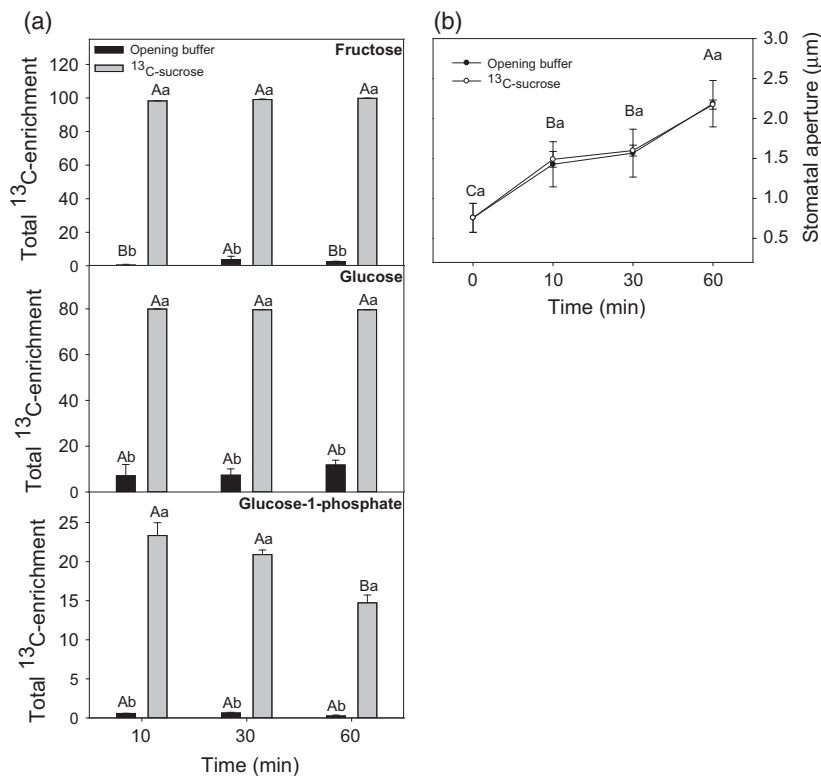 (a)
Opening buffer
13C-sucrose
Fructose
Total 13C-enrichment
120
100
80
60
40
20
0
Bb
Aa
Ab
Aa
Bb
Aa
Glucose
Total 13C-enrichment
80
60
40
20
0
Ab
Aa
Ab
Aa
Ab
Aa
Glucose-1-phosphate
Total 13C-enrichment
25
20
15
10
5
0
Ab
Aa
Ab
Aa
Ab
Ba
10 30 60
Time (min)
(b)
Opening buffer
13C-sucrose
Ca
Ba
Ba
Aa
3.0
2.5
2.0
1.5
1.0
0.5
Stomatal aperture (μm)
0 10 30 60
Time (min)